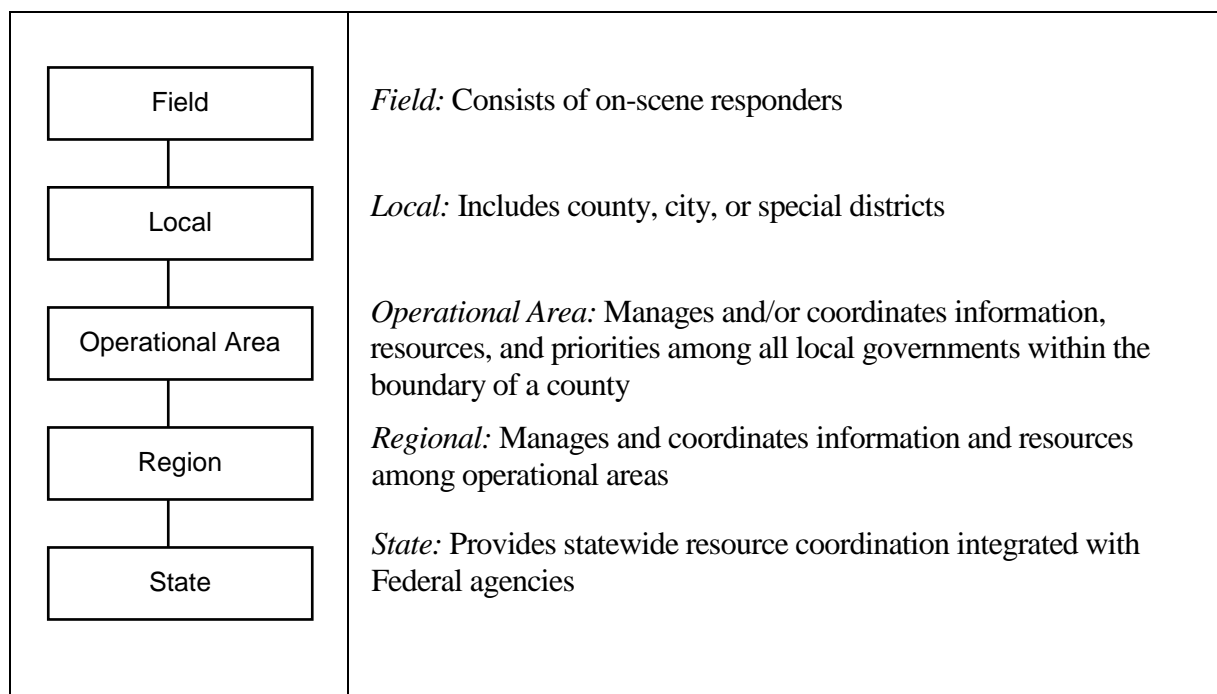 Field
Field: Consists of on-scene responders
Local
Local: Includes county, city, or special districts
Operational Area
Operational Area: Manages and/or coordinates information,
resources, and priorities among all local governments within the
boundary of a county
Region
Regional: Manages and coordinates information and resources
among operational areas
State
State: Provides statewide resource coordination integrated with
Federal agencies